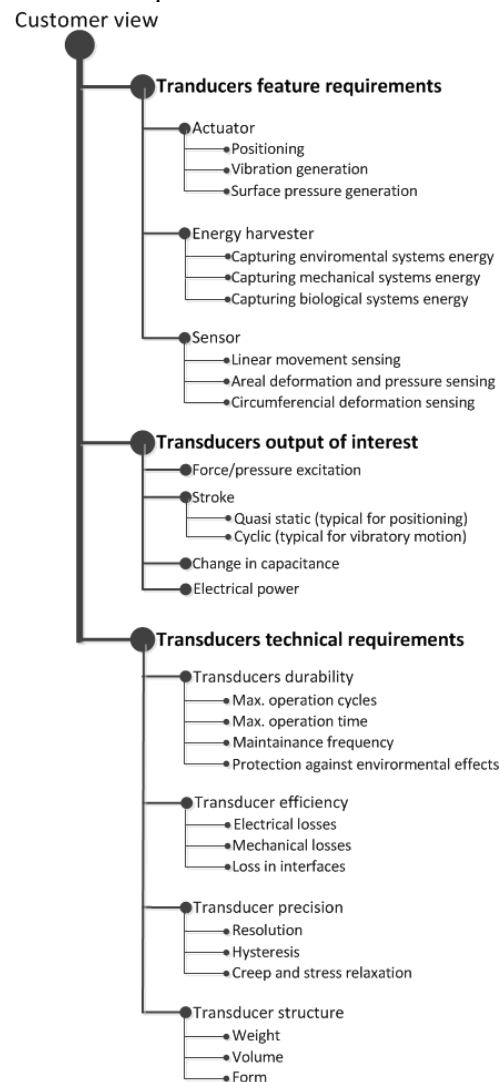 Customer view
Tranducers feature requirements
Actuator
Positioning
Vibration generation
Surface pressure generation
Energy harvester
Capturing enviromental systems energy
Capturing mechanical systems energy
Capturing biological systems energy
Sensor
Linear movement sensing
Areal deformation and pressure sensing
Circumferencial deformation sensing
Transducers output of interest
Force/pressure excitation
Stroke
Quasi static (typical for positioning)
Cyclic (typical for vibratory motion)
Change in capacitance
Electrical power
Transducers technical requirements
Transducers durability
Max. operation cycles
Max. operation time
Maintainance frequency
Protection against envirormental effects
Transducer efficiency
Electrical losses
Mechanical losses
Loss in interfaces
Transducer precision
Resolution
Hysteresis
Creep and stress relaxation
Transducer structure
Weight
Volume
Form